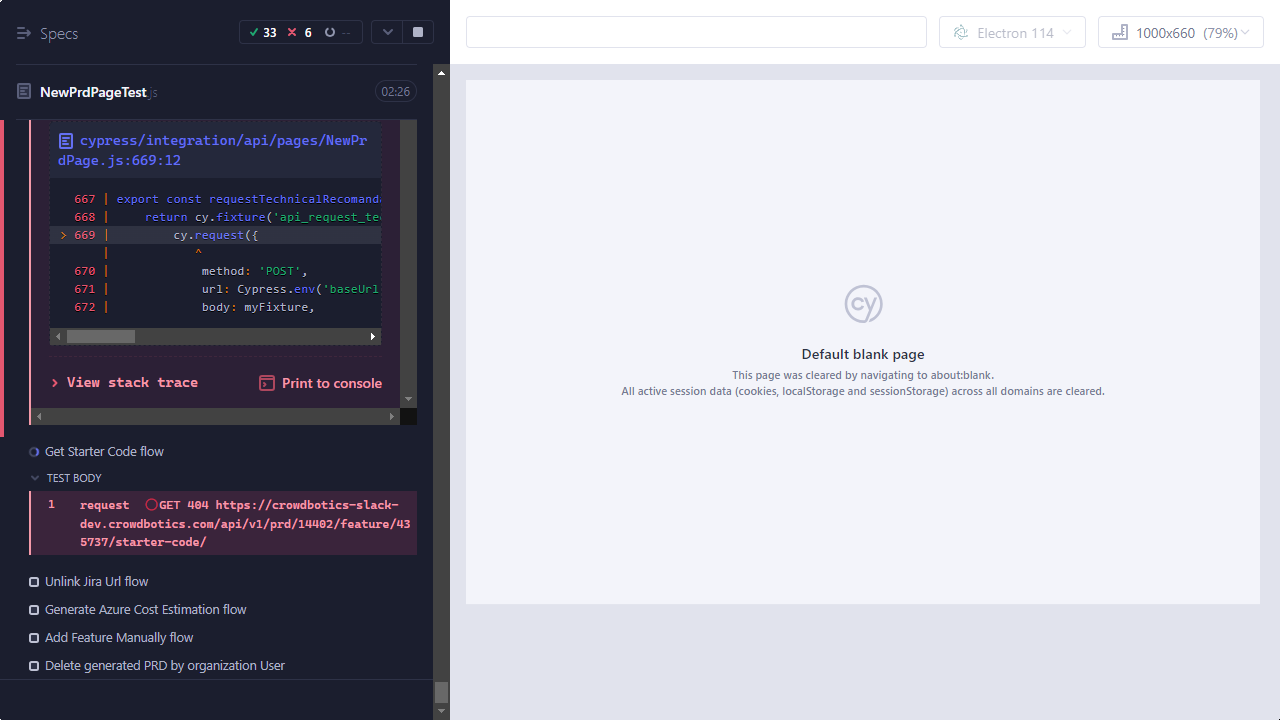 Specs
33
6
--
Electron 114
1000x660 (79%)
NewPrdPageTest.js
02:26
cypress/integration/api/pages/NewPr
dPage.js:669:12
667 | export const requestTechnicalRecomanda
668 | return cy.fixture('api_request_tec
> 669 | cy.request({
| ^
670 | method: 'POST',
671 | url: Cypress.env('baseUrl
672 | body: myFixture,
> View stack trace
Print to console
Get Starter Code flow
TEST BODY
1 request GET 404 https://crowdbotics-slack-
dev.crowdbotics.com/api/v1/prd/14402/feature/43
5737/starter-code/
Unlink Jira Url flow
Generate Azure Cost Estimation flow
Add Feature Manually flow
Delete generated PRD by organization User
cy
Default blank page
This page was cleared by navigating to about:blank.
All active session data (cookies, localStorage and sessionStorage) across all domains are cleared.